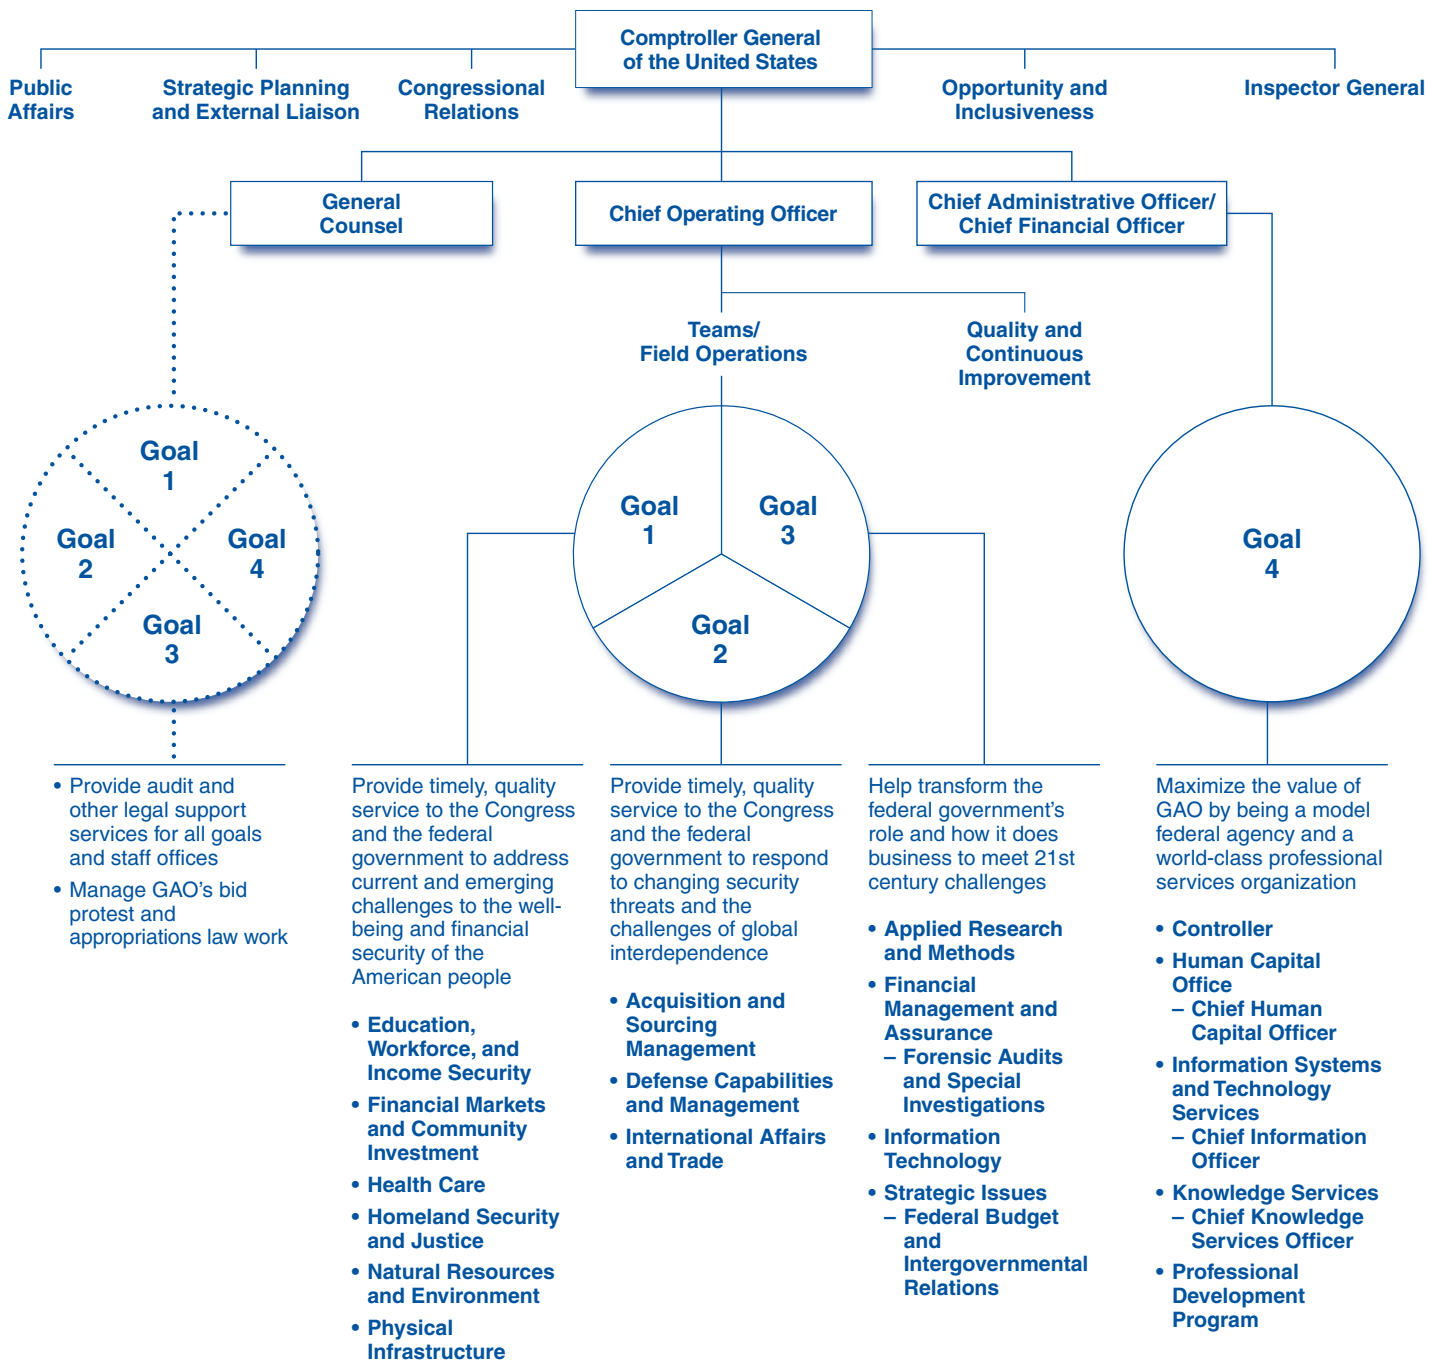 Comptroller General
of the United States
Public
Affairs
Strategic Planning
and External Liaison
Congressional
Relations
Opportunity and
Inclusiveness
Inspector General
General
Counsel
Chief Operating Officer
Chief Administrative Officer/
Chief Financial Officer
Teams/
Field Operations
Quality and
Continuous
Improvement
Goal
1
Goal
2
Goal
4
Goal
3
Goal
1
Goal
3
Goal
2
Goal
4
• Provide audit and
other legal support
services for all goals
and staff offices
• Manage GAO’s bid
protest and
appropriations law work
Provide timely, quality
service to the Congress
and the federal
government to address
current and emerging
challenges to the well-
being and financial
security of the
American people
• Education,
Workforce, and
Income Security
• Financial Markets
and Community
Investment
• Health Care
• Homeland Security
and Justice
• Natural Resources
and Environment
• Physical
Infrastructure
Provide timely, quality
service to the Congress
and the federal
government to respond
to changing security
threats and the
challenges of global
interdependence
• Acquisition and
Sourcing
Management
• Defense Capabilities
and Management
• International Affairs
and Trade
Help transform the
federal government’s
role and how it does
business to meet 21st
century challenges
• Applied Research
and Methods
• Financial
Management and
Assurance
– Forensic Audits
and Special
Investigations
• Information
Technology
• Strategic Issues
– Federal Budget
and
Intergovernmental
Relations
Maximize the value of
GAO by being a model
federal agency and a
world-class professional
services organization
• Controller
• Human Capital
Office
– Chief Human
Capital Officer
• Information Systems
and Technology
Services
– Chief Information
Officer
• Knowledge Services
– Chief Knowledge
Services Officer
• Professional
Development
Program